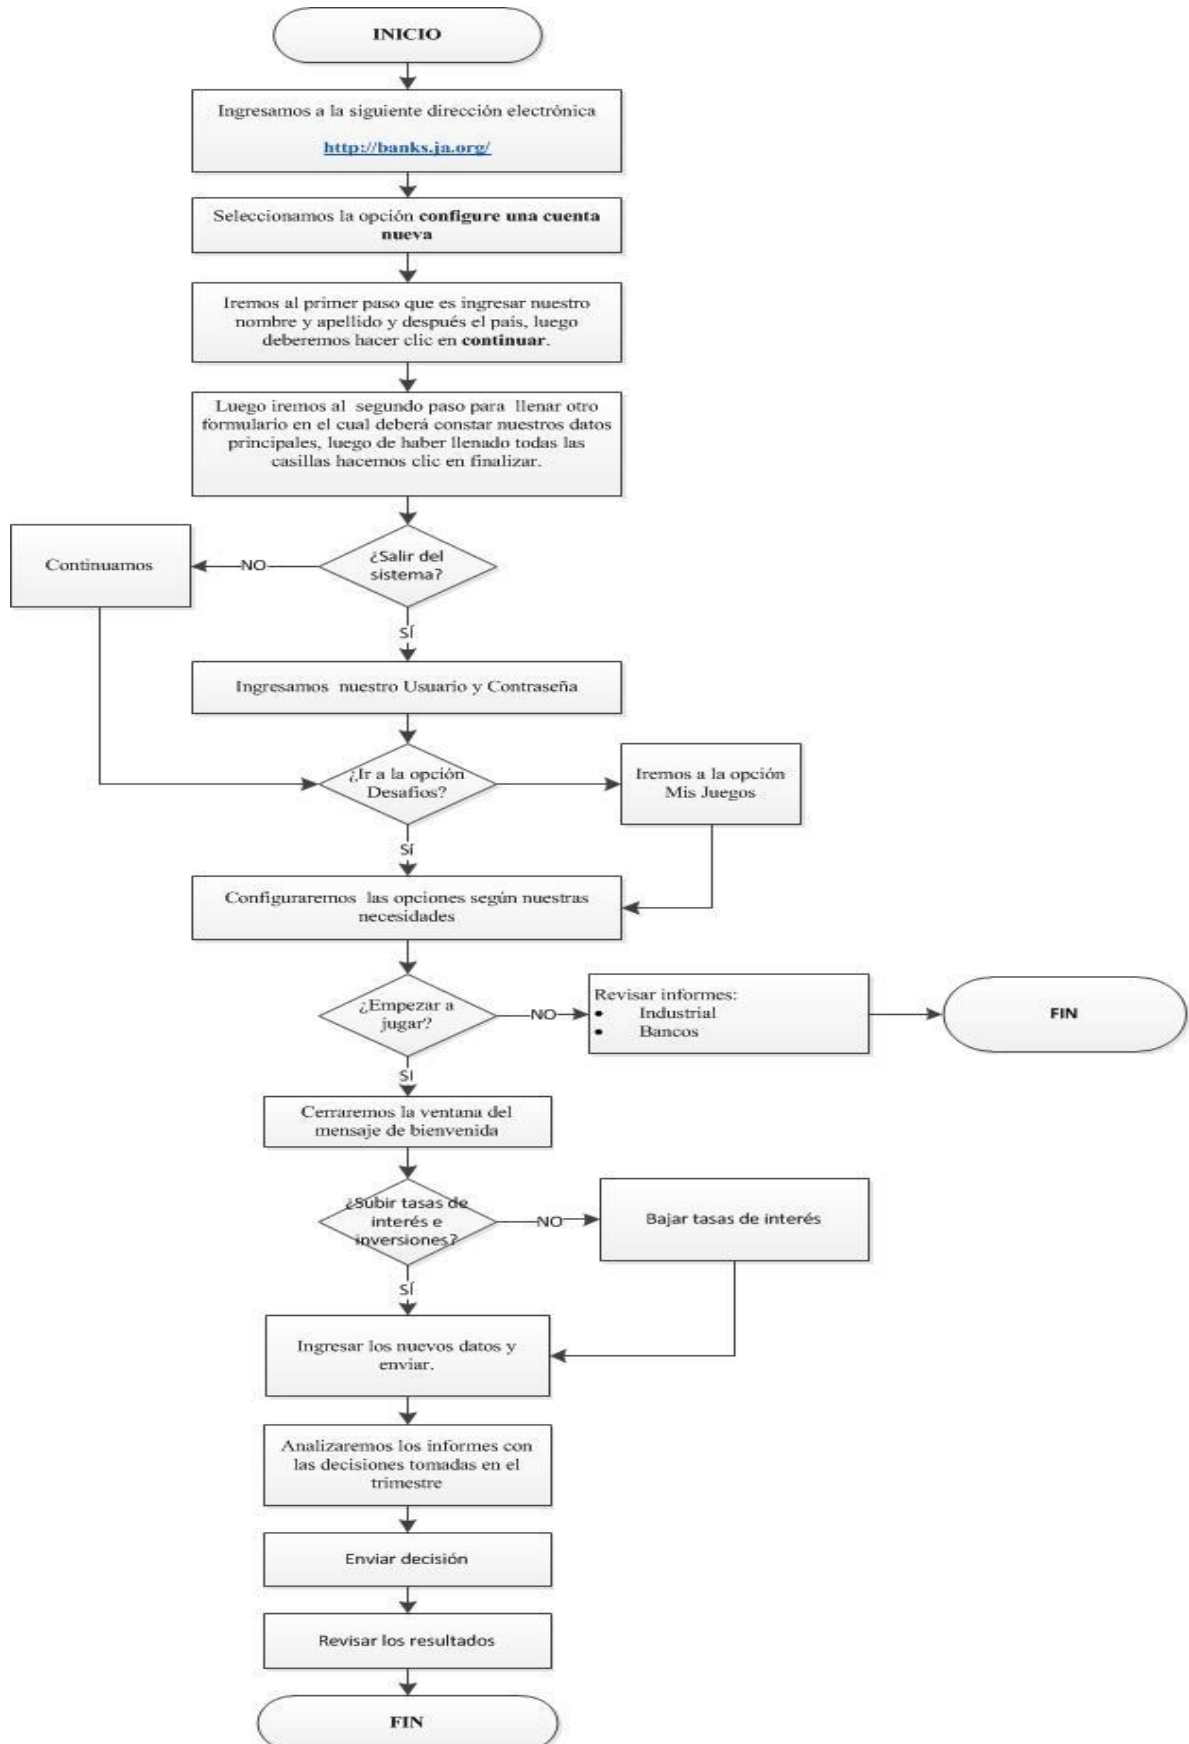 INICIO
Ingresamos a la siguiente dirección electrónica
http://banks.ja.org/
Seleccionamos la opción configure una cuenta
nueva
Iremos al primer paso que es ingresar nuestro
nombre y apellido y después el país, luego
deberemos hacer clic en continuar.
Luego iremos al segundo paso para llenar otro
formulario en el cual deberá constar nuestros datos
principales, luego de haber llenado todas las
casillas hacemos clic en finalizar.
¿Salir del
sistema?
NO
Continuamos
SÍ
Ingresamos nuestro Usuario y Contraseña
¿Ir a la opción
Desafios?
Iremos a la opción
Mis Juegos
Sí
Configuraremos las opciones según nuestras
necesidades
¿Empezar a
jugar?
NO
Revisar informes:
• Industrial
• Bancos
FIN
SI
Cerraremos la ventana del
mensaje de bienvenida
¿Subir tasas de
interés e
inversiones?
NO
Bajar tasas de interés
SÍ
Ingresar los nuevos datos y
enviar.
Analizaremos los informes con
las decisiones tomadas en el
trimestre
Enviar decisión
Revisar los resultados
FIN